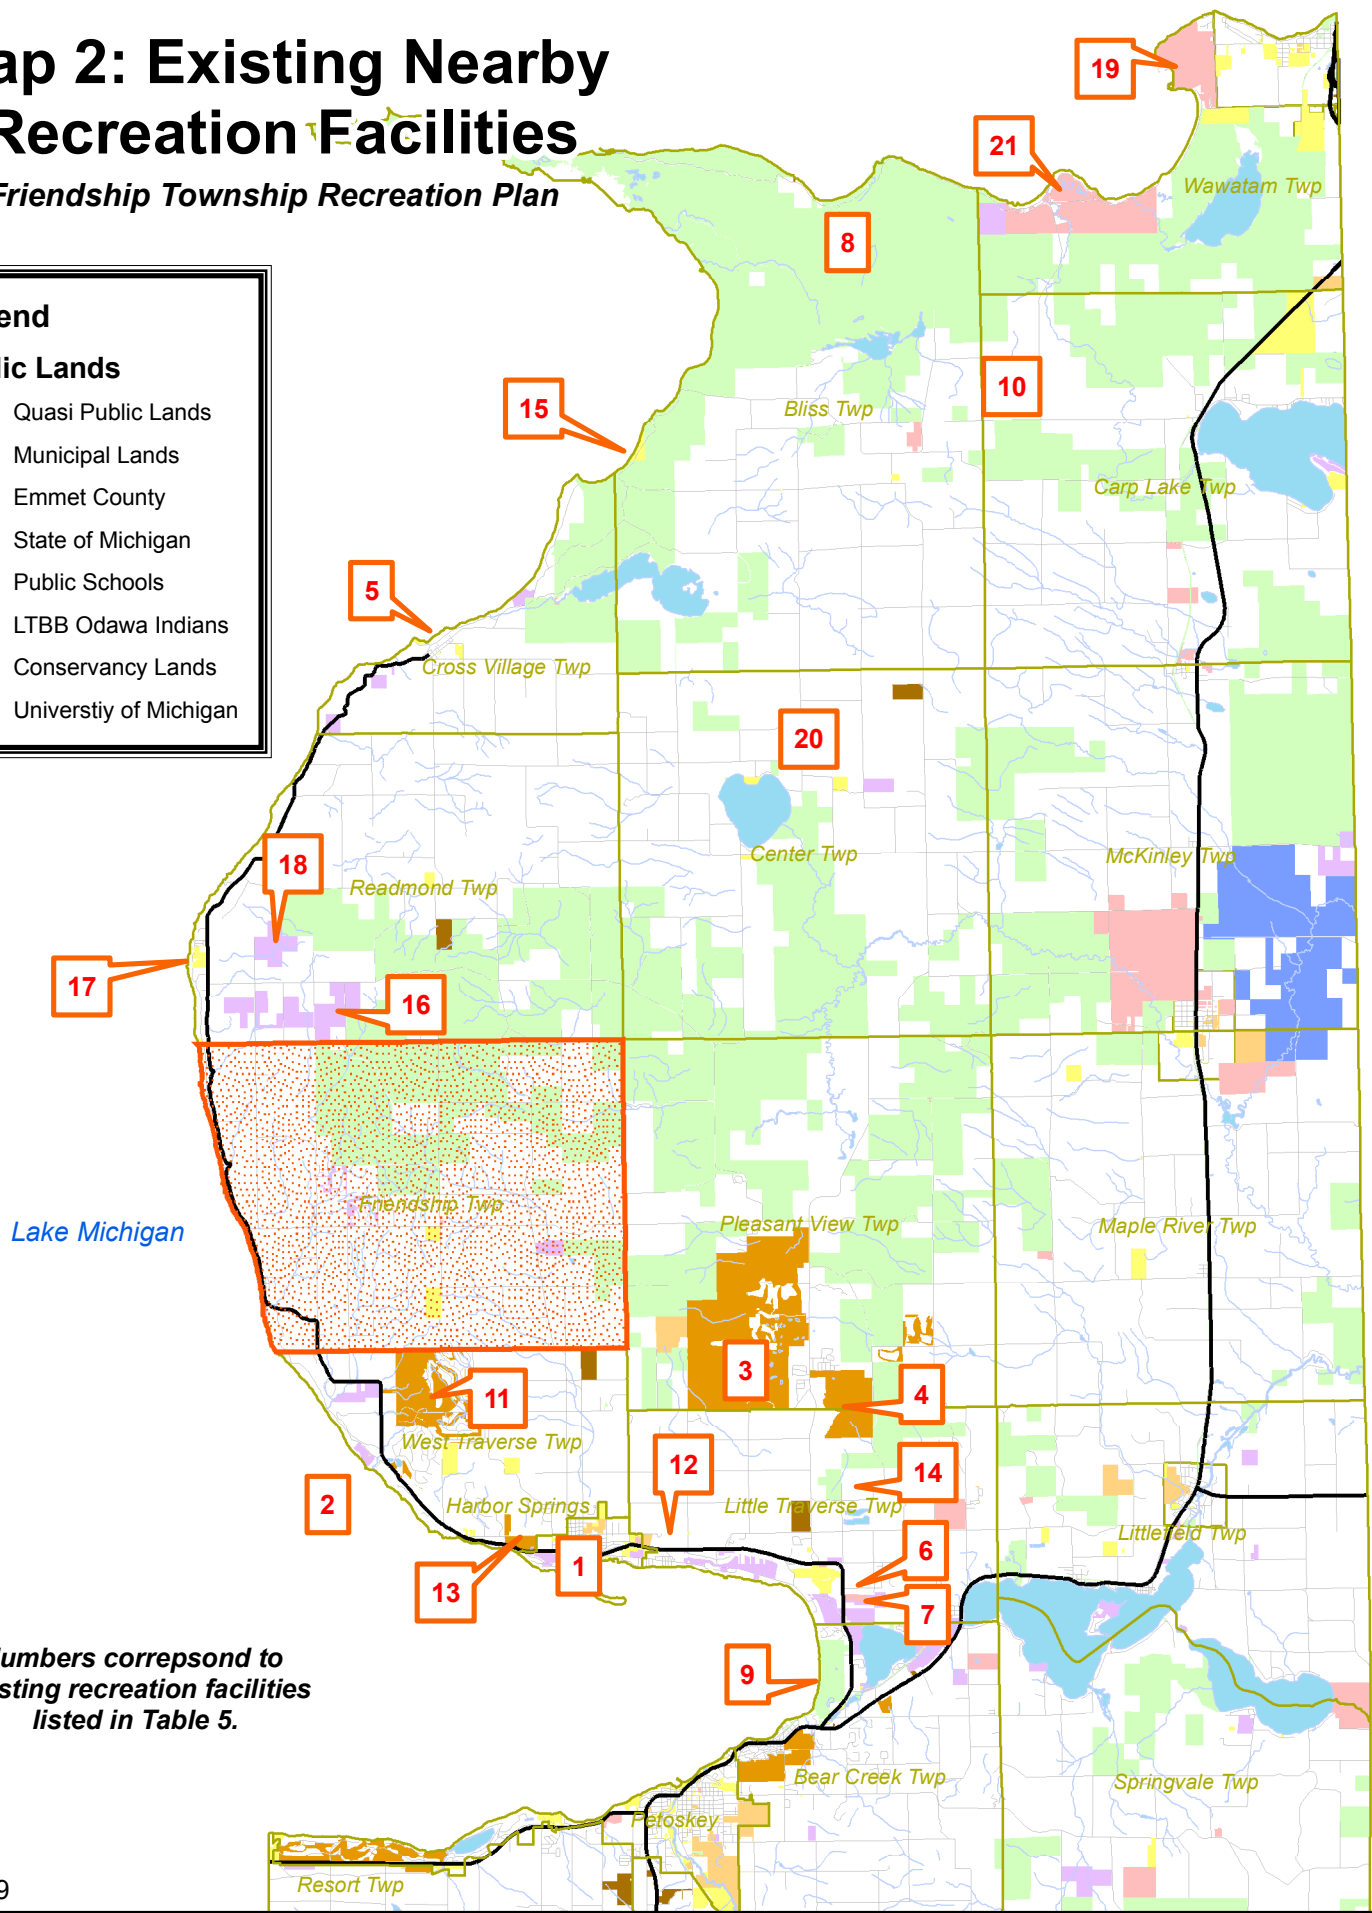 ap 2: Existing Nearby
Recreation Facilities
Friendship Township Recreation Plan
end
lic Lands
Quasi Public Lands
Municipal Lands
Emmet County
State of Michigan
Public Schools
LTBB Odawa Indians
Conservancy Lands
Universtiy of Michigan
19
21
Wawatam Twp
8
10
15
Bliss Twp
Carp Lake Twp
5
Cross Village Twp
20
18
Center Twp
McKinley Twp
Readmond Twp
17
16
Friendship Twp
Lake Michigan
Pleasant View Twp
Maple River Twp
3
4
11
West Traverse Twp
12
14
2
Harbor Springs
Little Traverse Twp
Littlefield Twp
6
1
13
7
9
umbers correpsond to
sting recreation facilities
listed in Table 5.
Bear Creek Twp
Springvale Twp
Petoskey
Resort Twp
9